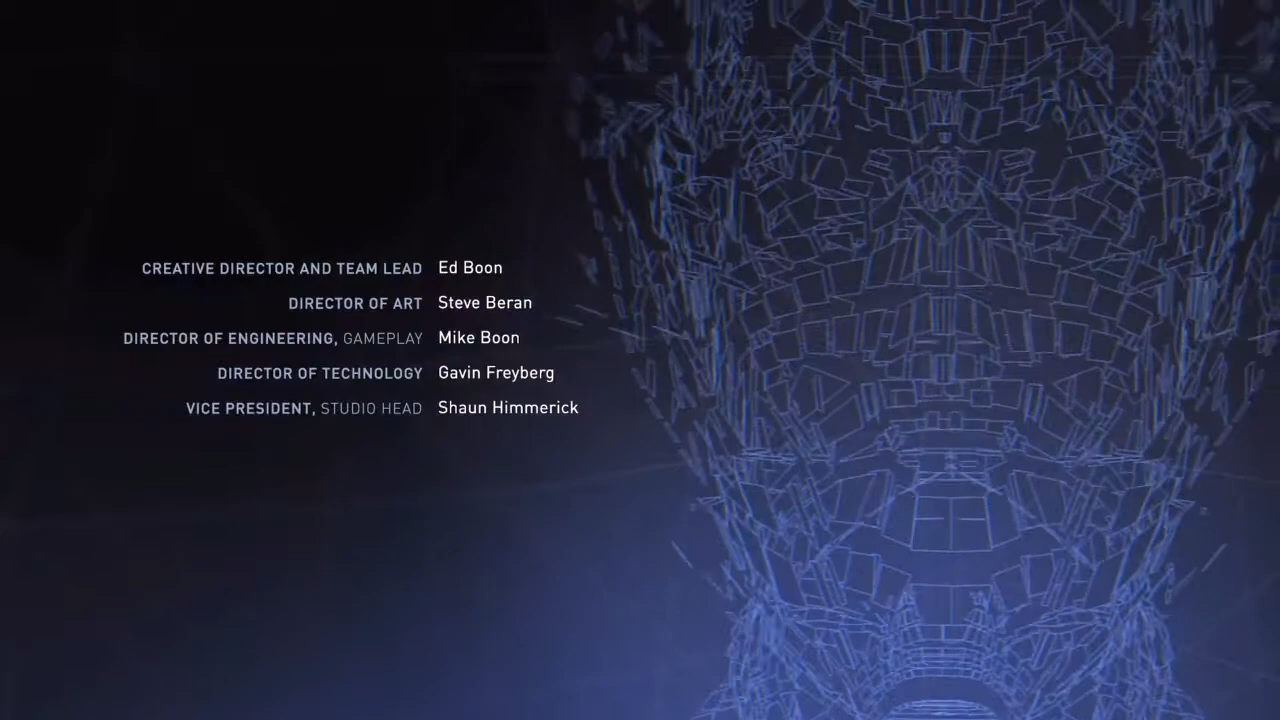 CREATIVE DIRECTOR AND TEAM LEAD Ed Boon
DIRECTOR OF ART Steve Beran
DIRECTOR OF ENGINEERING, GAMEPLAY Mike Boon
DIRECTOR OF TECHNOLOGY Gavin Freyberg
VICE PRESIDENT, STUDIO HEAD Shaun Himmerick